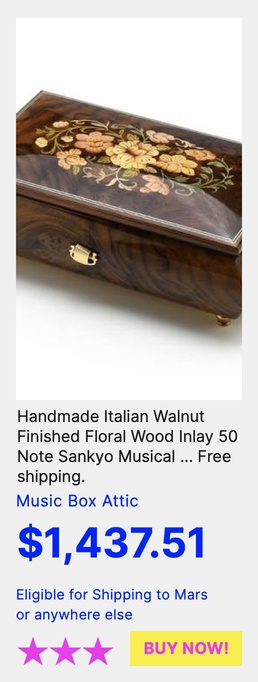 Handmade Italian Walnut
Finished Floral Wood Inlay 50
Note Sankyo Musical ... Free
shipping.
Music Box Attic
$1,437.51
Eligible for Shipping to Mars
or anywhere else
BUY NOW!